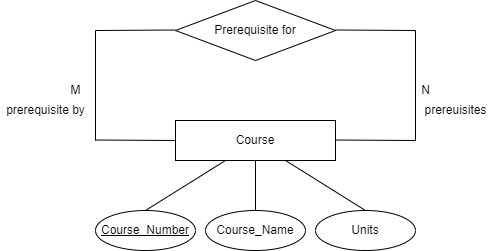 Prerequisite for
M
N
prerequisite by
prereuisites
Course
Course_Number
Course_Name
Units